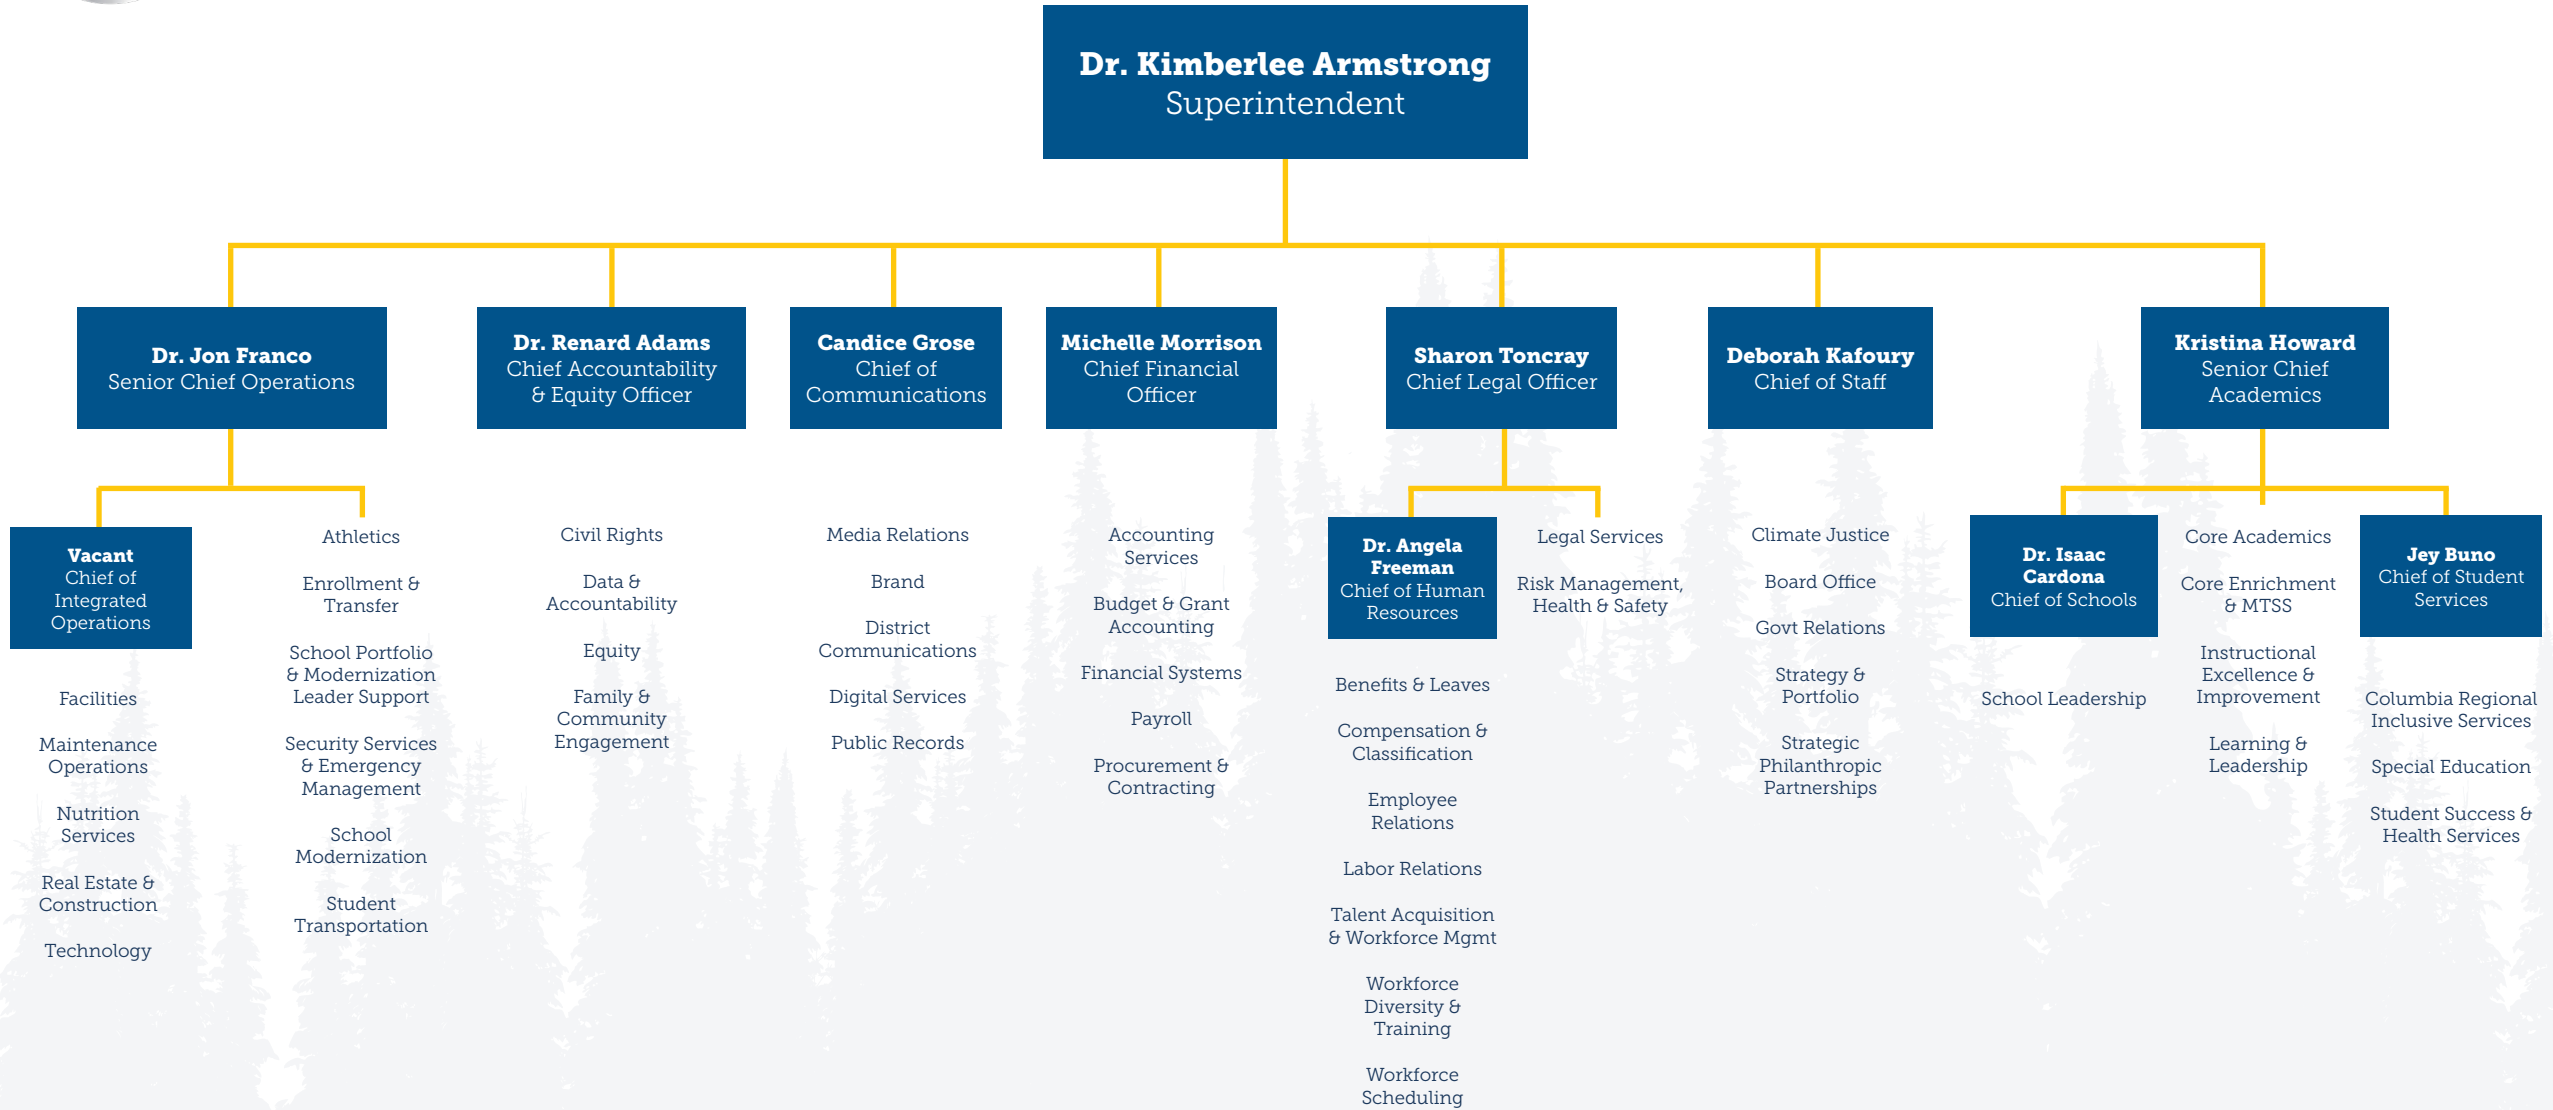 Dr. Kimberlee Armstrong
Superintendent
Dr. Jon Franco
Senior Chief Operations
Dr. Renard Adams
Chief Accountability
& Equity Officer
Candice Grose
Chief of
Communications
Michelle Morrison
Chief Financial
Officer
Sharon Toncray
Chief Legal Officer
Deborah Kafoury
Chief of Staff
Kristina Howard
Senior Chief
Academics
Vacant
Chief of
Integrated
Operations
Facilities
Maintenance
Operations
Nutrition
Services
Real Estate &
Construction
Technology
Athletics
Enrollment &
Transfer
School Portfolio
& Modernization
Leader Support
Security Services
& Emergency
Management
School
Modernization
Student
Transportation
Civil Rights
Data &
Accountability
Equity
Family &
Community
Engagement
Media Relations
Brand
District
Communications
Digital Services
Public Records
Accounting
Services
Budget & Grant
Accounting
Financial Systems
Payroll
Procurement &
Contracting
Dr. Angela
Freeman
Chief of Human
Resources
Benefits & Leaves
Compensation &
Classification
Employee
Relations
Labor Relations
Talent Acquisition
& Workforce Mgmt
Workforce
Diversity &
Training
Workforce
Scheduling
Legal Services
Risk Management,
Health & Safety
Climate Justice
Board Office
Govt Relations
Strategy &
Portfolio
Strategic
Philanthropic
Partnerships
Dr. Isaac
Cardona
Chief of Schools
School Leadership
Core Academics
Core Enrichment
& MTSS
Instructional
Excellence &
Improvement
Learning &
Leadership
Jey Buno
Chief of Student
Services
Columbia Regional
Inclusive Services
Special Education
Student Success &
Health Services